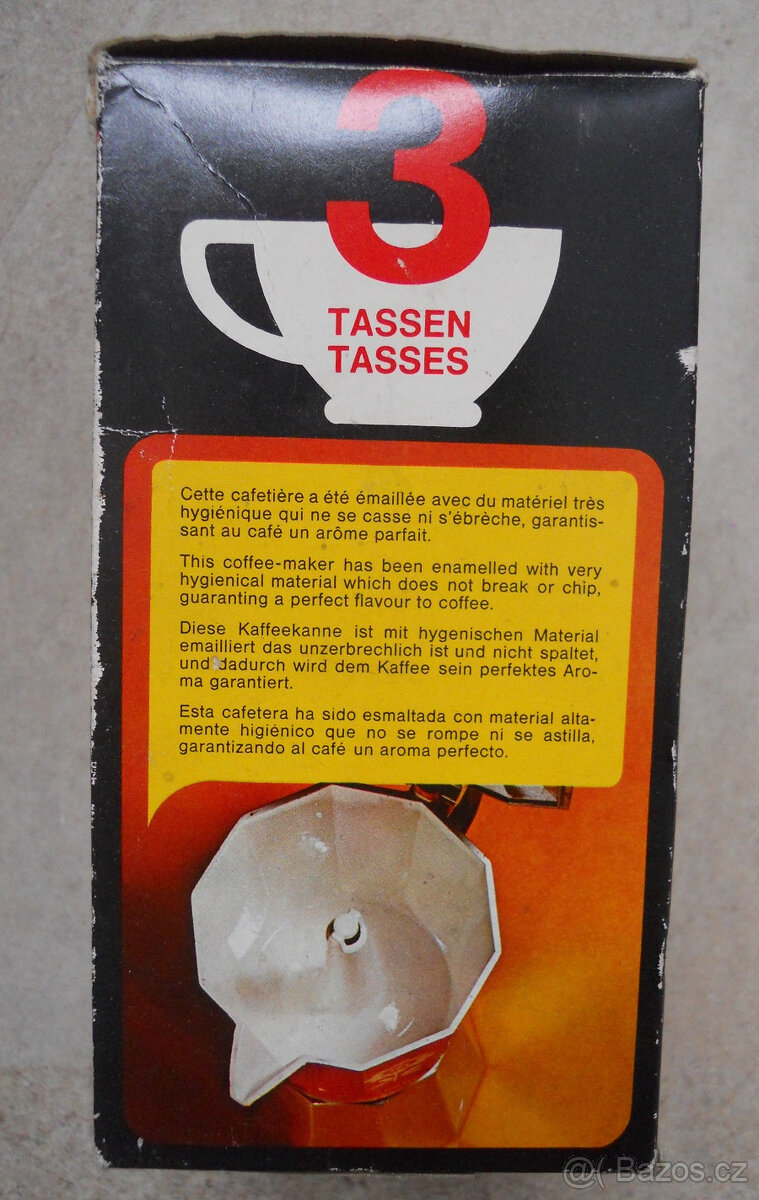 3
TASSEN
TASSES
Cette cafetière a été émaillée avec du matériel très
hygiénique qui ne se casse ni s'ébrèche, garantis-
sant au café un arôme parfait.
This coffee-maker has been enamelled with very
hygienical material which does not break or chip,
guaranting a perfect flavour to coffee.
Diese Kaffeekanne ist mit hygenischen Material
emailliert das unzerbrechlich ist und nicht spaltet,
und dadurch wird dem Kaffee sein perfektes Aro-
ma garantiert.
Esta cafetera ha sido esmaltada con material alta-
mente higiénico que no se rompe ni se astilla,
garantizando al café un aroma perfecto.
Bazos.cz